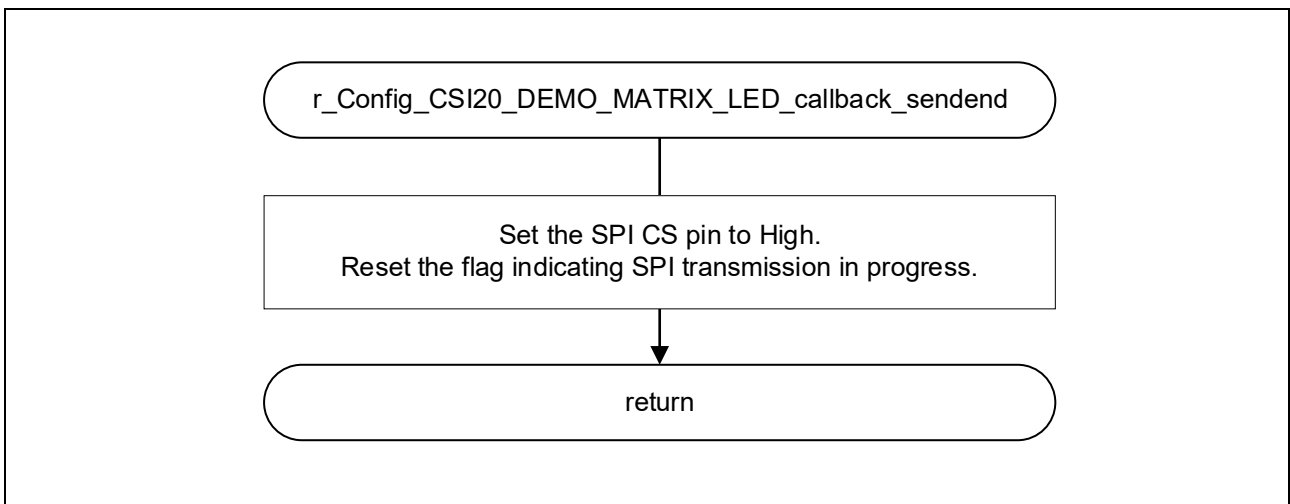 r_Config_CSI20_DEMO_MATRIX_LED_callback_sendend
Set the SPI CS pin to High.
Reset the flag indicating SPI transmission in progress.
return